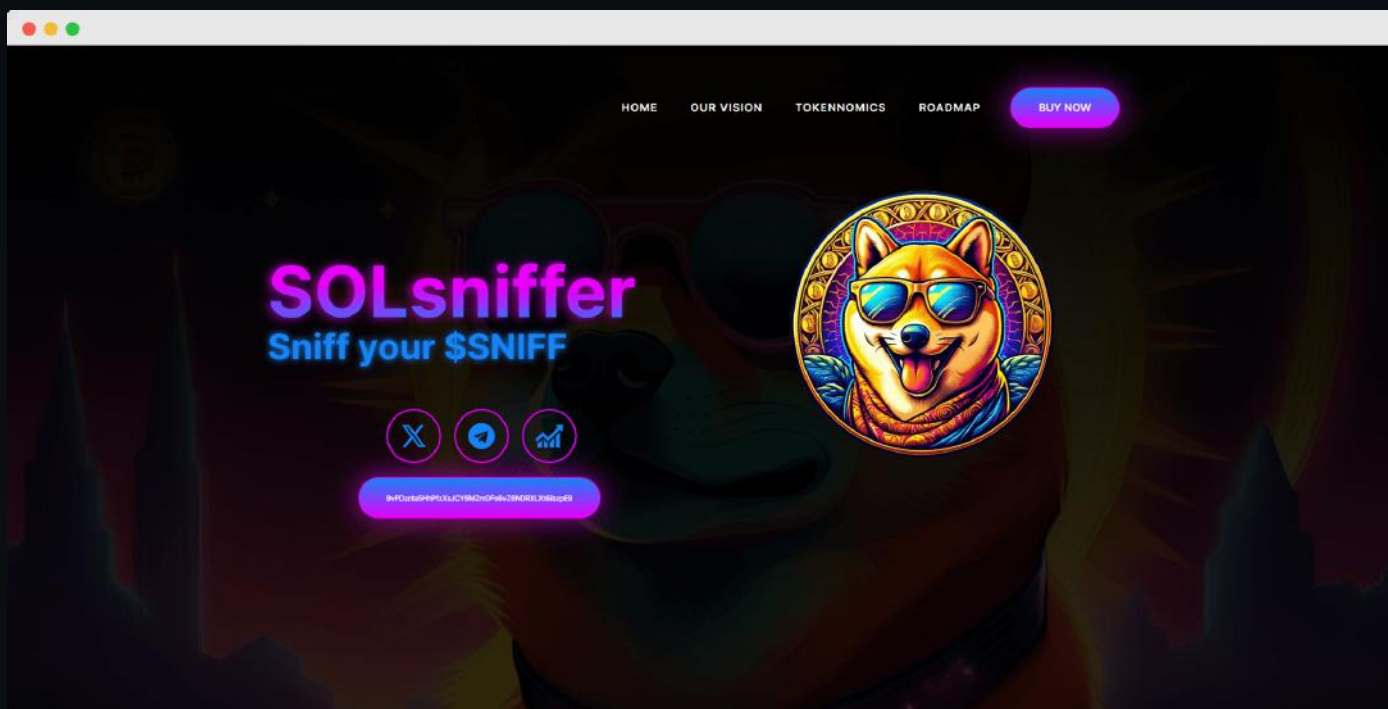 HOME
OUR VISION
TOKENNOMICS
ROADMAP
BUY NOW
SOLsniffer
Sniff your $SNIFF